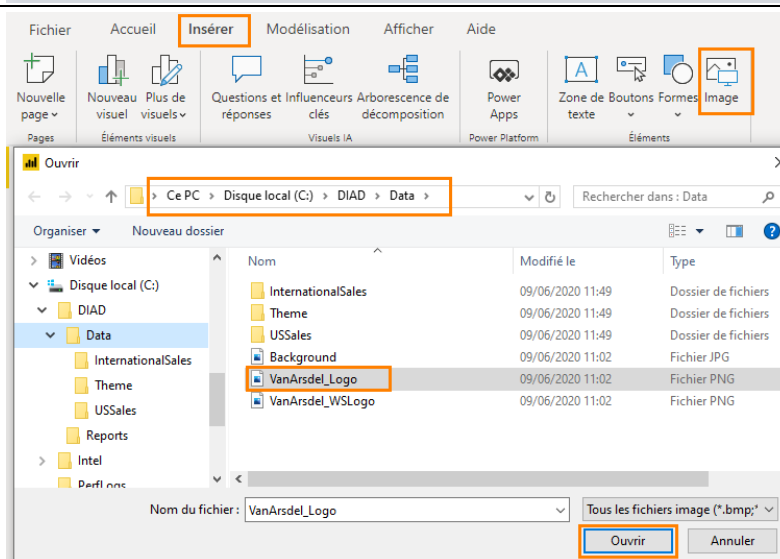 Fichier Accueil Insérer Modélisation Afficher Aide
Nouvelle page
Nouveau visuel
Plus de visuels
Questions et réponses
Influenceurs clés
Arborescence de décomposition
Power Apps
Zone de texte
Boutons
Formes
Image
Pages Éléments visuels Visuels IA Power Platform Éléments
Ouvrir
Ce PC > Disque local (C:) > DIAD > Data >
Rechercher dans : Data
Organiser Nouveau dossier
Vidéos
Disque local (C:)
DIAD
Data
InternationalSales
Theme
USSales
Reports
Intel
PerfLogs
Nom Modifié le Type
InternationalSales 09/06/2020 11:49 Dossier de fichiers
Theme 09/06/2020 11:49 Dossier de fichiers
USSales 09/06/2020 11:49 Dossier de fichiers
Background 09/06/2020 11:02 Fichier JPG
VanArsdel_Logo 09/06/2020 11:02 Fichier PNG
VanArsdel_WSLogo 09/06/2020 11:02 Fichier PNG
Nom du fichier : VanArsdel_Logo
Tous les fichiers image (*.bmp;*
Ouvrir Annuler